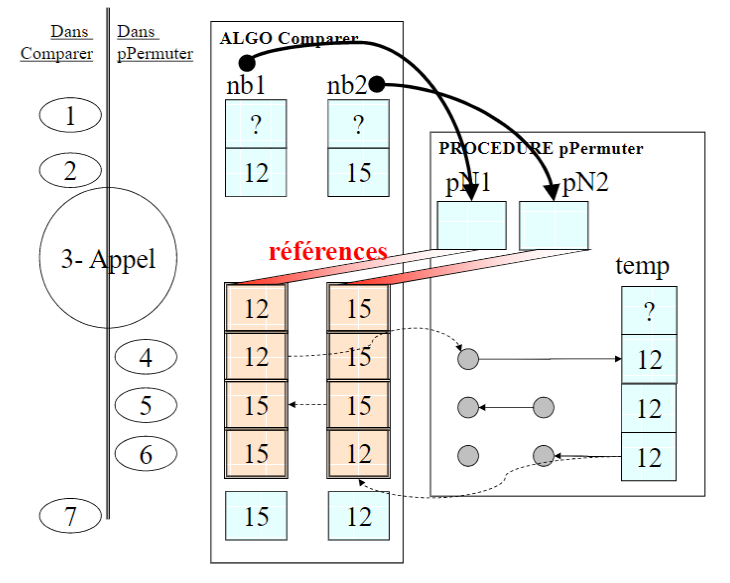 Dans Dans
Comparer pPermuter
ALGO Comparer
nb1 nb2
1 ? ?
PROCEDURE pPermuter
2 12 15
pN1 pN2
références
3- Appel
temp
12 15 ?
4 12 15 12
5 15 15 12
6 15 12 12
7 15 12